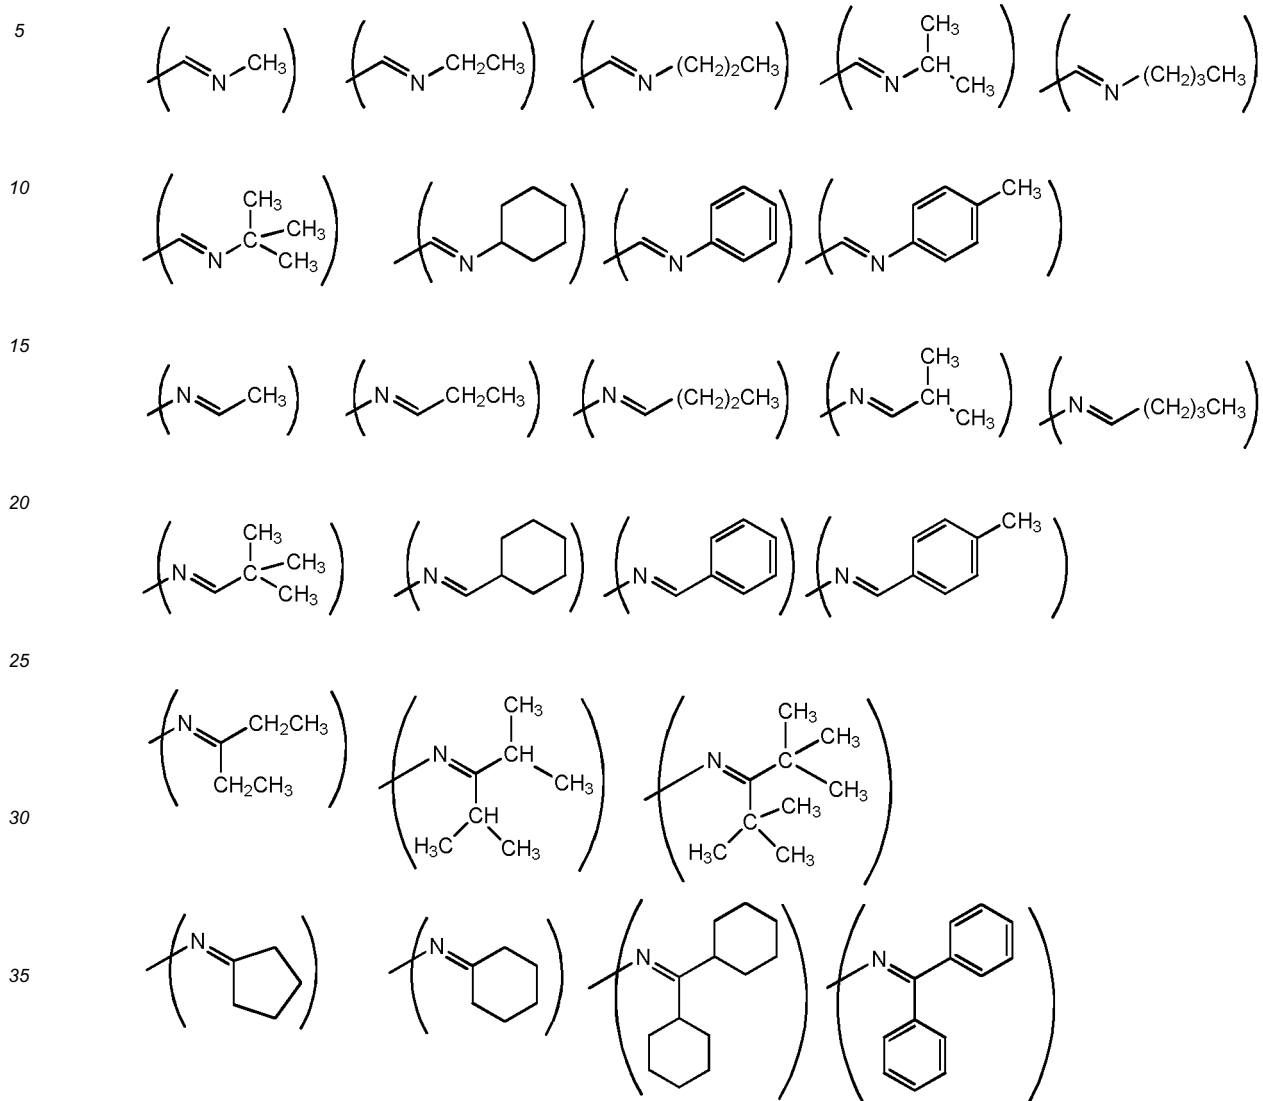 5
CH3 CH2CH3 (CH2)2CH3 CH3 CH CH3 (CH2)3CH3
N N N N N
10
CH3 C CH3 CH3 CH3
N N N N
15
N CH3 N CH2CH3 N (CH2)2CH3 N CH3 CH CH3 N (CH2)3CH3
20
N CH3 C CH3 CH3 N N N CH3
25
N CH2CH3 CH2CH3 N CH3 CH CH3 CH H3C CH3 N CH3 C CH3 CH3 CH3 C H3C CH3
30
N N N N
35